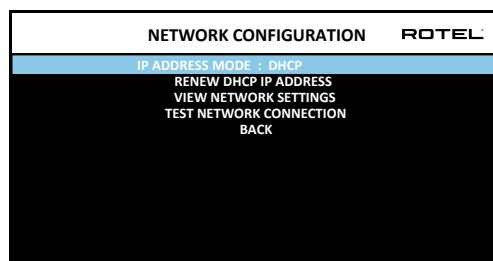 NETWORK CONFIGURATION ROTEL
IP ADDRESS MODE : DHCP
RENEW DHCP IP ADDRESS
VIEW NETWORK SETTINGS
TEST NETWORK CONNECTION
BACK